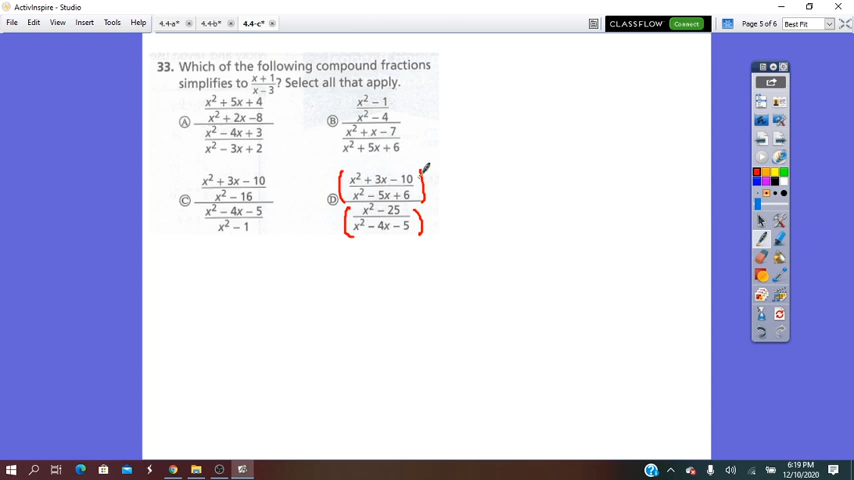 ActivInspire - Studio
File Edit View Insert Tools Help
4.4-a* 4.4-b* 4.4-c*
CLASSFLOW Connect
Page 5 of 6
Best Fit
33. Which of the following compound fractions
simplifies to x + 1 / x − 3? Select all that apply.
A
x² + 5x + 4
x² + 2x −8
x² − 4x + 3
x² − 3x + 2
B
x² − 1
x² − 4
x² + x − 7
x² + 5x + 6
C
x² + 3x − 10
x² − 16
x² − 4x − 5
x² − 1
D
x² + 3x − 10
x² − 5x + 6
x² − 25
x² − 4x − 5
6:19 PM
12/10/2020